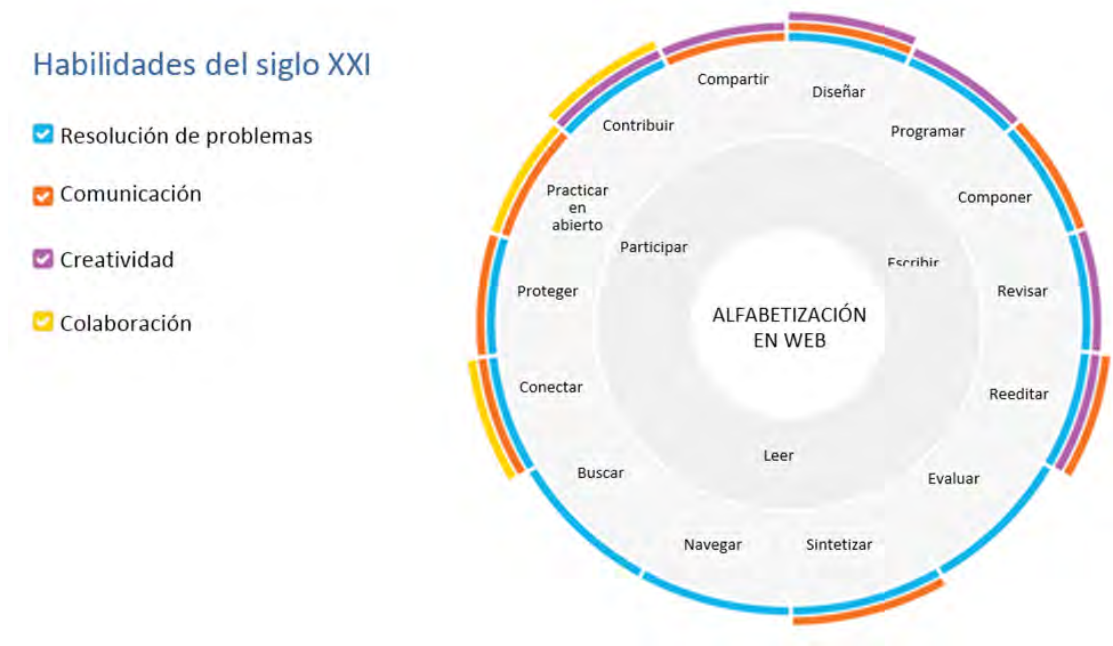 Habilidades del siglo XXI
Resolución de problemas
Comunicación
Creatividad
Colaboración
Compartir
Diseñar
Contribuir
Programar
Practicar
en
abierto
Componer
Participar
Escribir
Proteger
Revisar
ALFABETIZACIÓN
EN WEB
Conectar
Reeditar
Leer
Buscar
Evaluar
Navegar
Sintetizar